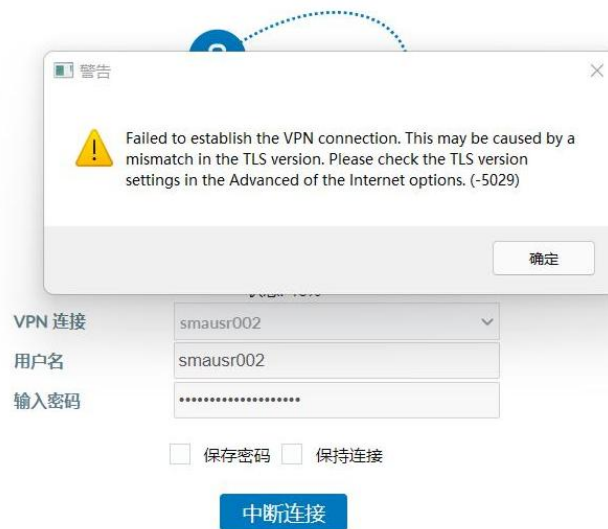 警告
Failed to establish the VPN connection. This may be caused by a
mismatch in the TLS version. Please check the TLS version
settings in the Advanced of the Internet options. (-5029)
确定
VPN 连接
smausr002
用户名
smausr002
输入密码
••••••••••••••••••••
保存密码
保持连接
中断连接